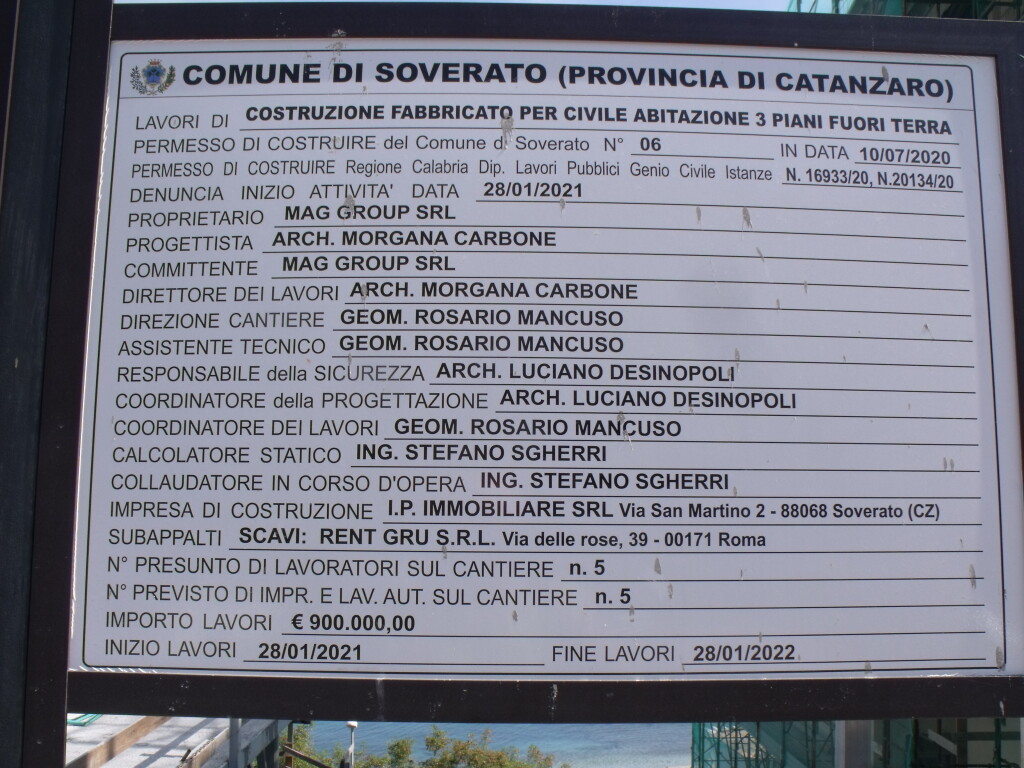 COMUNE DI SOVERATO (PROVINCIA DI CATANZARO)
LAVORI DI COSTRUZIONE FABBRICATO PER CIVILE ABITAZIONE 3 PIANI FUORI TERRA
PERMESSO DI COSTRUIRE del Comune di Soverato N° 06 IN DATA 10/07/2020
PERMESSO DI COSTRUIRE Regione Calabria Dip. Lavori Pubblici Genio Civile Istanze N. 16933/20, N.20134/20
DENUNCIA INIZIO ATTIVITA' DATA 28/01/2021
PROPRIETARIO MAG GROUP SRL
PROGETTISTA ARCH. MORGANA CARBONE
COMMITTENTE MAG GROUP SRL
DIRETTORE DEI LAVORI ARCH. MORGANA CARBONE
DIREZIONE CANTIERE GEOM. ROSARIO MANCUSO
ASSISTENTE TECNICO GEOM. ROSARIO MANCUSO
RESPONSABILE della SICUREZZA ARCH. LUCIANO DESINOPOLI
COORDINATORE della PROGETTAZIONE ARCH. LUCIANO DESINOPOLI
COORDINATORE DEI LAVORI GEOM. ROSARIO MANCUSO
CALCOLATORE STATICO ING. STEFANO SGHERRI
COLLAUDATORE IN CORSO D'OPERA ING. STEFANO SGHERRI
IMPRESA DI COSTRUZIONE I.P. IMMOBILIARE SRL Via San Martino 2 - 88068 Soverato (CZ)
SUBAPPALTI SCAVI: RENT GRU S.R.L. Via delle rose, 39 - 00171 Roma
N° PRESUNTO DI LAVORATORI SUL CANTIERE n. 5
N° PREVISTO DI IMPR. E LAV. AUT. SUL CANTIERE n. 5
IMPORTO LAVORI € 900.000,00
INIZIO LAVORI 28/01/2021 FINE LAVORI 28/01/2022